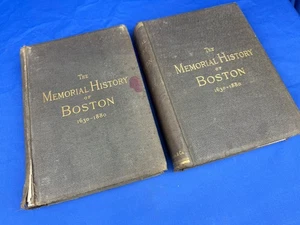 The
Memorial History
of
Boston
1630-1880
The
Memorial History
of
Boston
1630-1880